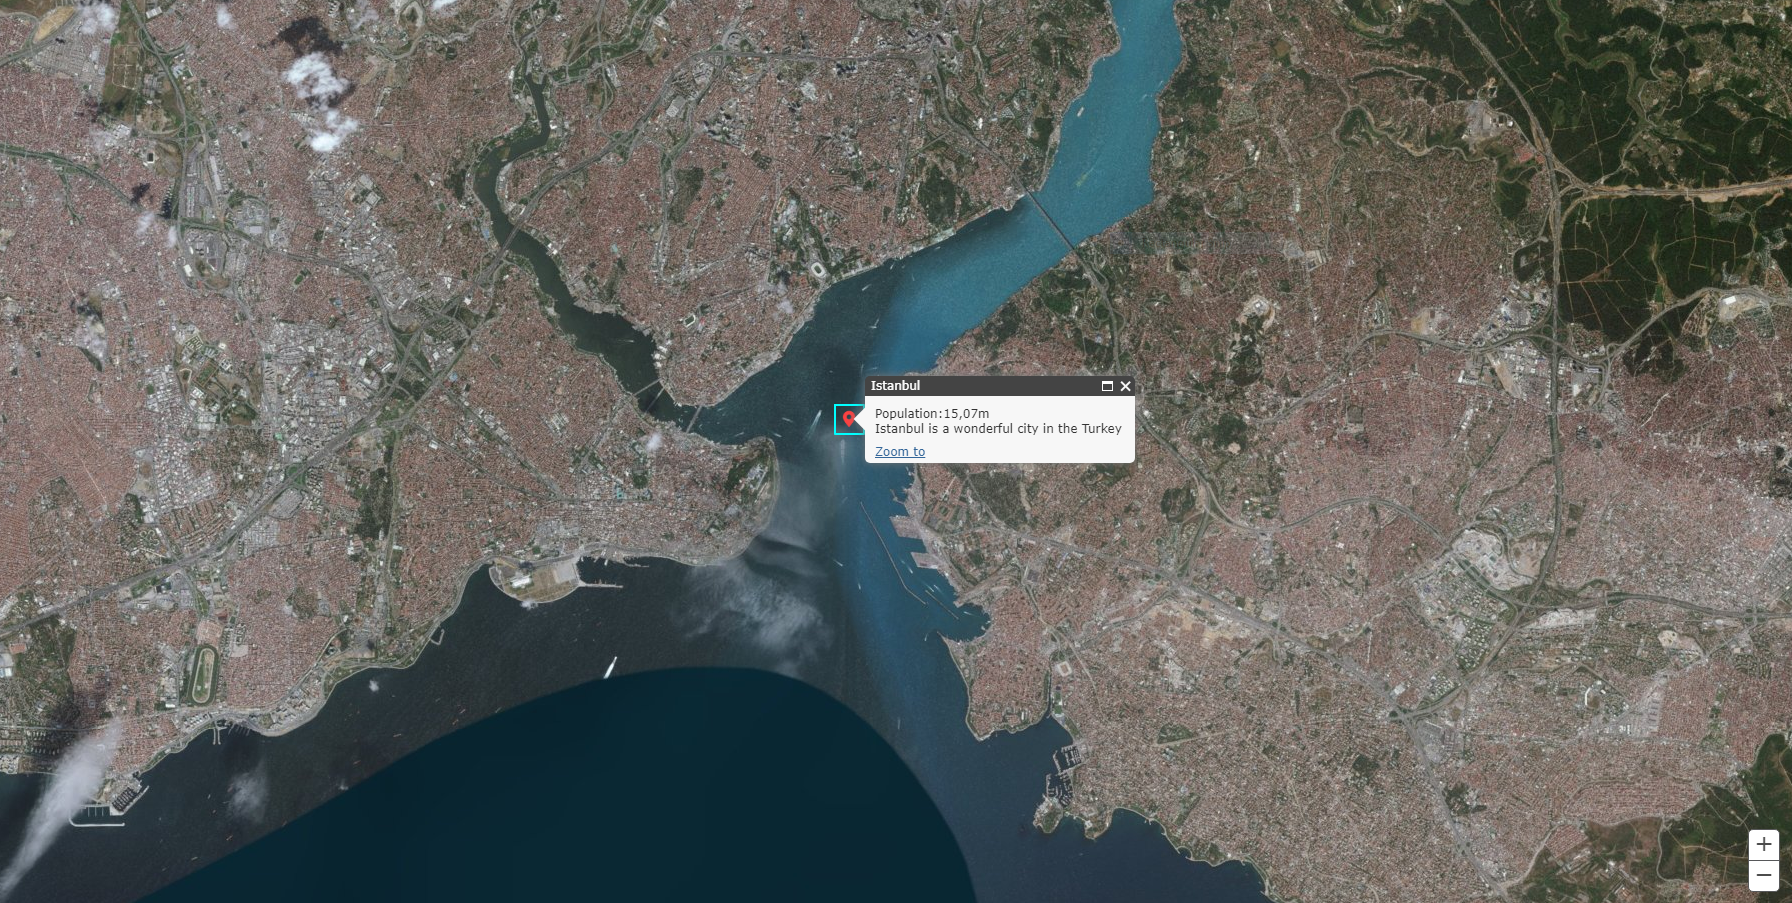 Istanbul
Population:15,07m
Istanbul is a wonderful city in the Turkey
Zoom to
+
−